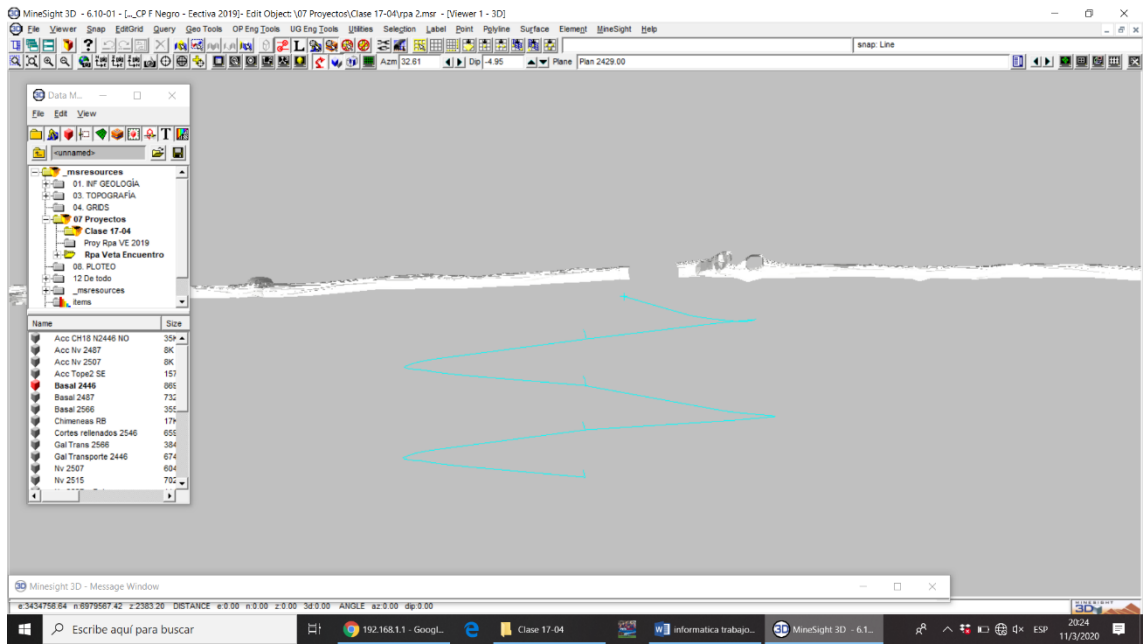 MineSight 3D - 6.10-01 - [..._CP F Negro - Eectiva 2019]- Edit Object: \07 Proyectos\Clase 17-04\rpa 2.msr - [Viewer 1 - 3D]
File Viewer Snap EditGrid Query Geo Tools OP Eng Tools UG Eng Tools Utilities Selection Label Point Polyline Surface Element MineSight Help
snap: Line
Azm 32.61 Dip -4.95 Plane Plan 2429.00
Data M...
File Edit View
<unnamed>
_msresources
01. INF GEOLOGÍA
03. TOPOGRAFÍA
04. GRIDS
07 Proyectos
Clase 17-04
Proy Rpa VE 2019
Rpa Veta Encuentro
08. PLOTEO
12 De todo
_msresources
items
Name Size
Acc CH18 N2446 NO 35K
Acc Nv 2487 8K
Acc Nv 2507 8K
Acc Tope2 SE 157
Basal 2446 869
Basal 2487 732
Basal 2566 355
Chimeneas RB 17K
Cortes rellenados 2546 659
Gal Trans 2566 384
Gal Transporte 2446 674
Nv 2507 604
Nv 2515 702
Minesight 3D - Message Window
e:3434756.64 n:6979567.42 z:2383.20 DISTANCE e:0.00 n:0.00 z:0.00 3d:0.00 ANGLE az:0.00 dip:0.00
MINESIGHT
3D
Escribe aquí para buscar
192.168.1.1 - Googl...
Clase 17-04
informatica trabajo...
MineSight 3D - 6.1...
ESP
20:24
11/3/2020